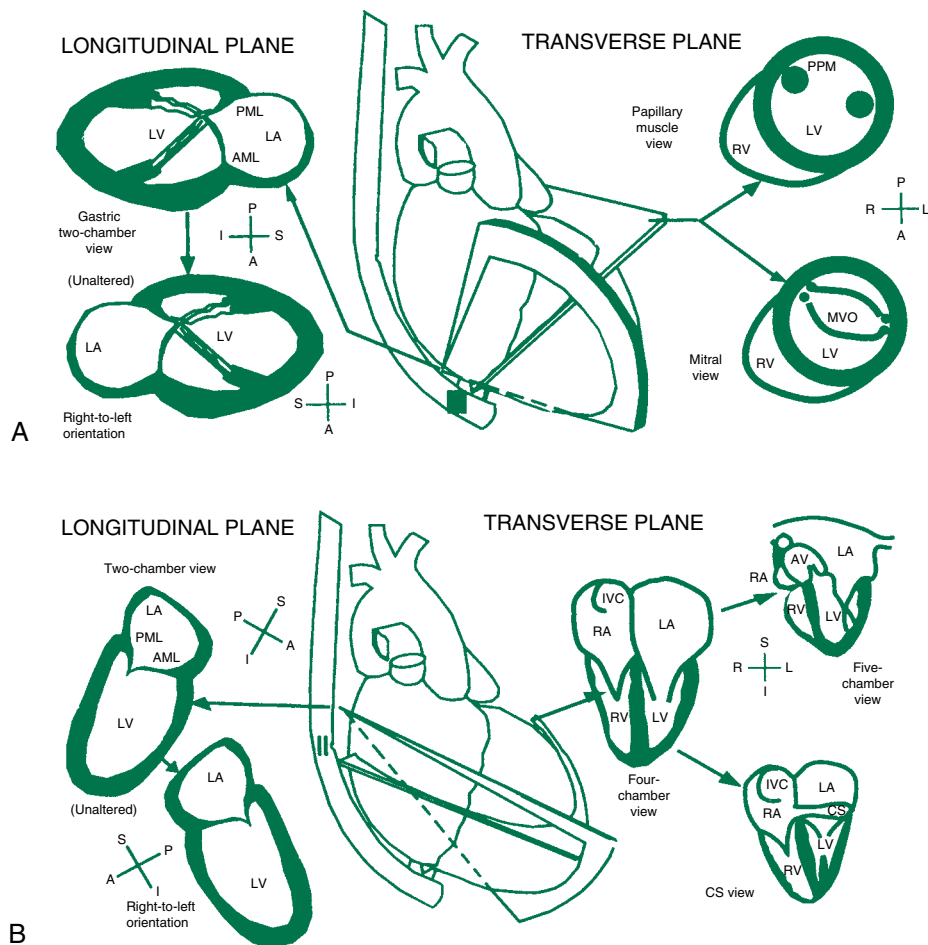 A
LONGITUDINAL PLANE
TRANSVERSE PLANE
PML
LV
LA
AML
Gastric
two-chamber
view
P
I
S
A
(Unaltered)
LA
LV
Right-to-left
orientation
P
S
I
A
Papillary
muscle
view
PPM
LV
RV
P
R
L
A
MVO
LV
RV
Mitral
view
B
LONGITUDINAL PLANE
TRANSVERSE PLANE
Two-chamber view
LA
PML
AML
LV
S
P
A
I
(Unaltered)
LA
LV
S
P
A
I
Right-to-left
orientation
IVC
RA
LA
RV
LV
Four-
chamber
view
LA
AV
RA
RV
LV
S
R
L
I
Five-
chamber
view
IVC
LA
RA
CS
LV
RV
CS view